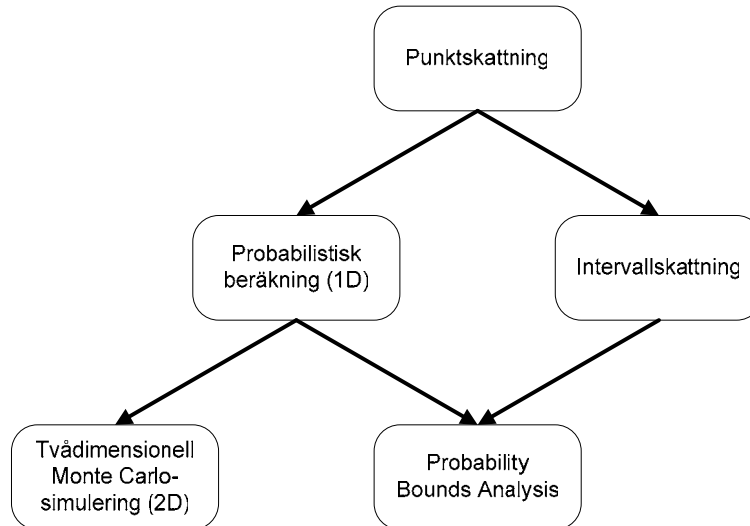 Punktskattning
Probabilistisk
beräkning (1D)
Intervallskattning
Tvådimensionell
Monte Carlo-
simulering (2D)
Probability
Bounds Analysis